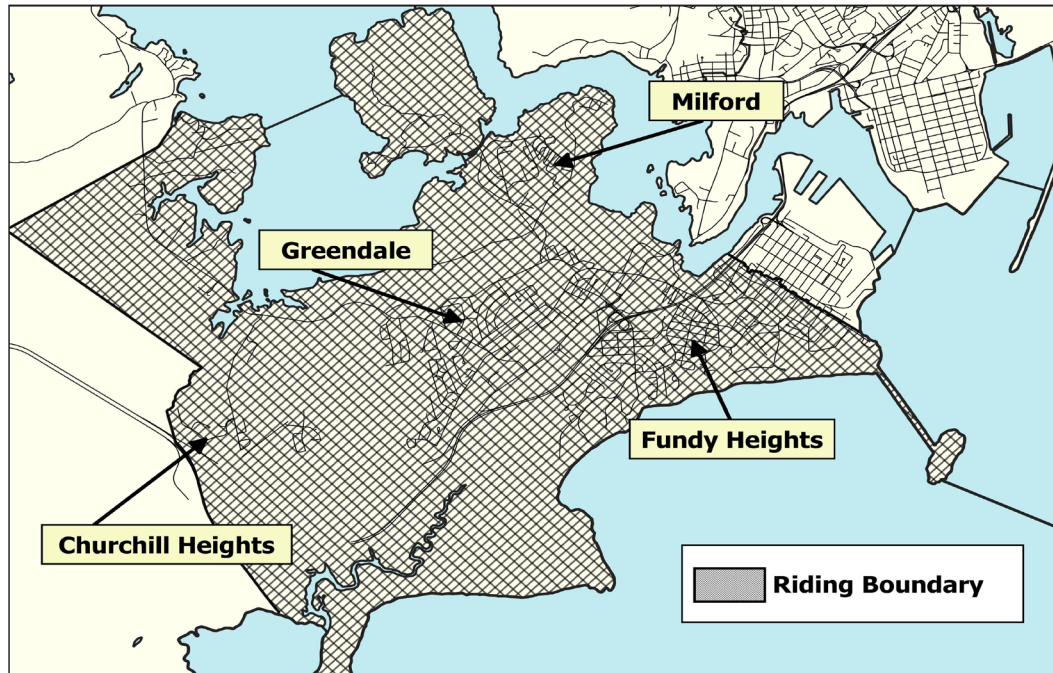 Milford
Greendale
Fundy Heights
Churchill Heights
Riding Boundary